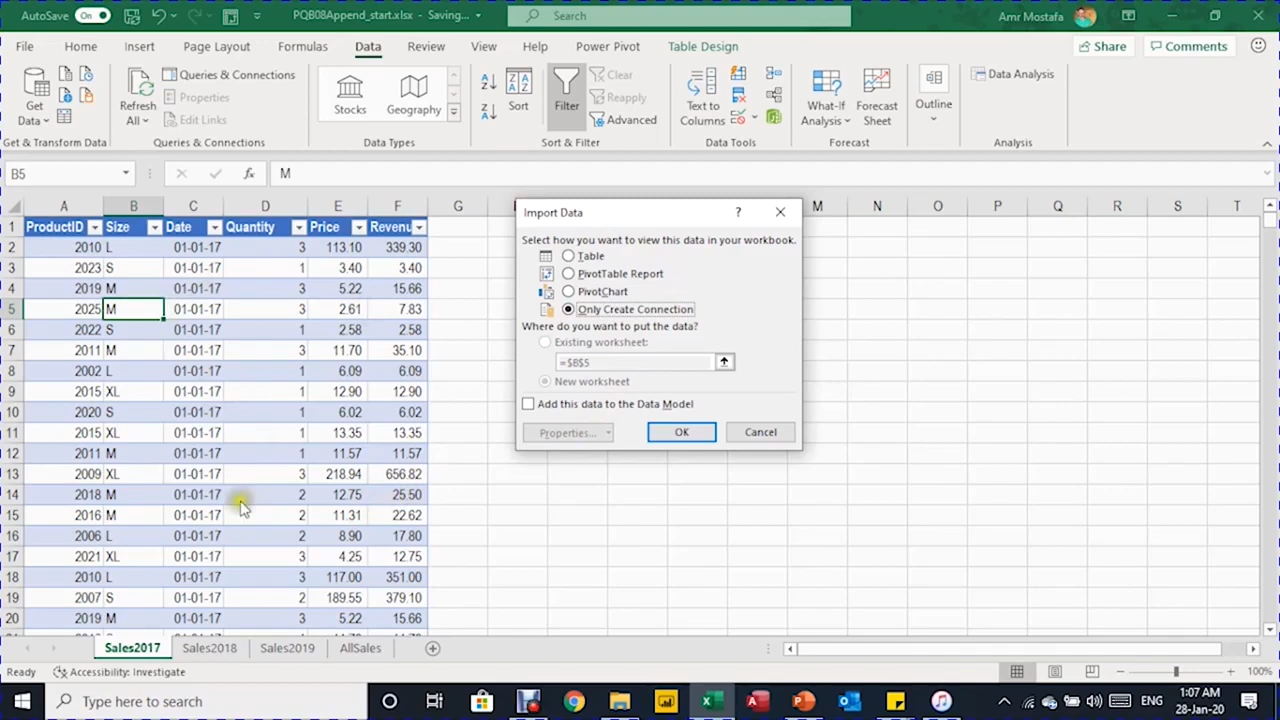 AutoSave On PQB08Append_start.xlsx - Saving... Search Amr Mostafa
File Home Insert Page Layout Formulas Data Review View Help Power Pivot Table Design Share Comments
Get Data Refresh All Queries & Connections Properties Edit Links Stocks Geography Sort Filter Clear Reapply Advanced Text to Columns What-If Analysis Forecast Sheet Outline Data Analysis
Get & Transform Data Queries & Connections Data Types Sort & Filter Data Tools Forecast Analysis
B5 fx M
A B C D E F G M N O P Q R S T
1 ProductID Size Date Quantity Price Revenu
2 2010 L 01-01-17 3 113.10 339.30
3 2023 S 01-01-17 1 3.40 3.40
4 2019 M 01-01-17 3 5.22 15.66
5 2025 M 01-01-17 3 2.61 7.83
6 2022 S 01-01-17 1 2.58 2.58
7 2011 M 01-01-17 3 11.70 35.10
8 2002 L 01-01-17 1 6.09 6.09
9 2015 XL 01-01-17 1 12.90 12.90
10 2020 S 01-01-17 1 6.02 6.02
11 2015 XL 01-01-17 1 13.35 13.35
12 2011 M 01-01-17 1 11.57 11.57
13 2009 XL 01-01-17 3 218.94 656.82
14 2018 M 01-01-17 2 12.75 25.50
15 2016 M 01-01-17 2 11.31 22.62
16 2006 L 01-01-17 2 8.90 17.80
17 2021 XL 01-01-17 3 4.25 12.75
18 2010 L 01-01-17 3 117.00 351.00
19 2007 S 01-01-17 2 189.55 379.10
20 2019 M 01-01-17 3 5.22 15.66
Import Data ?
Select how you want to view this data in your workbook.
Table
PivotTable Report
PivotChart
Only Create Connection
Where do you want to put the data?
Existing worksheet:
=$B$5
New worksheet
Add this data to the Data Model
Properties... OK Cancel
Sales2017 Sales2018 Sales2019 AllSales
Ready Accessibility: Investigate 100%
Type here to search ENG 1:07 AM
28-Jan-20